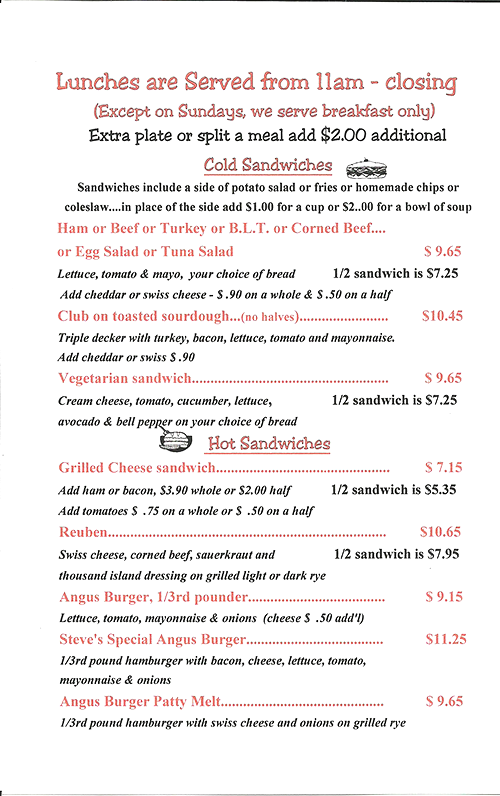 Lunches are Served from 11am - closing
(Except on Sundays, we serve breakfast only)
Extra plate or split a meal add $2.00 additional
Cold Sandwiches
Sandwiches include a side of potato salad or fries or homemade chips or
coleslaw....in place of the side add $1.00 for a cup or $2..00 for a bowl of soup
Ham or Beef or Turkey or B.L.T. or Corned Beef....
or Egg Salad or Tuna Salad $ 9.65
Lettuce, tomato & mayo, your choice of bread 1/2 sandwich is $7.25
Add cheddar or swiss cheese - $ .90 on a whole & $ .50 on a half
Club on toasted sourdough...(no halves)........................ $10.45
Triple decker with turkey, bacon, lettuce, tomato and mayonnaise.
Add cheddar or swiss $ .90
Vegetarian sandwich..................................................... $ 9.65
Cream cheese, tomato, cucumber, lettuce, 1/2 sandwich is $7.25
avocado & bell pepper on your choice of bread
Hot Sandwiches
Grilled Cheese sandwich............................................... $ 7.15
Add ham or bacon, $3.90 whole or $2.00 half 1/2 sandwich is $5.35
Add tomatoes $ .75 on a whole or $ .50 on a half
Reuben........................................................................... $10.65
Swiss cheese, corned beef, sauerkraut and 1/2 sandwich is $7.95
thousand island dressing on grilled light or dark rye
Angus Burger, 1/3rd pounder..................................... $ 9.15
Lettuce, tomato, mayonnaise & onions (cheese $ .50 add'l)
Steve's Special Angus Burger..................................... $11.25
1/3rd pound hamburger with bacon, cheese, lettuce, tomato,
mayonnaise & onions
Angus Burger Patty Melt............................................ $ 9.65
1/3rd pound hamburger with swiss cheese and onions on grilled rye